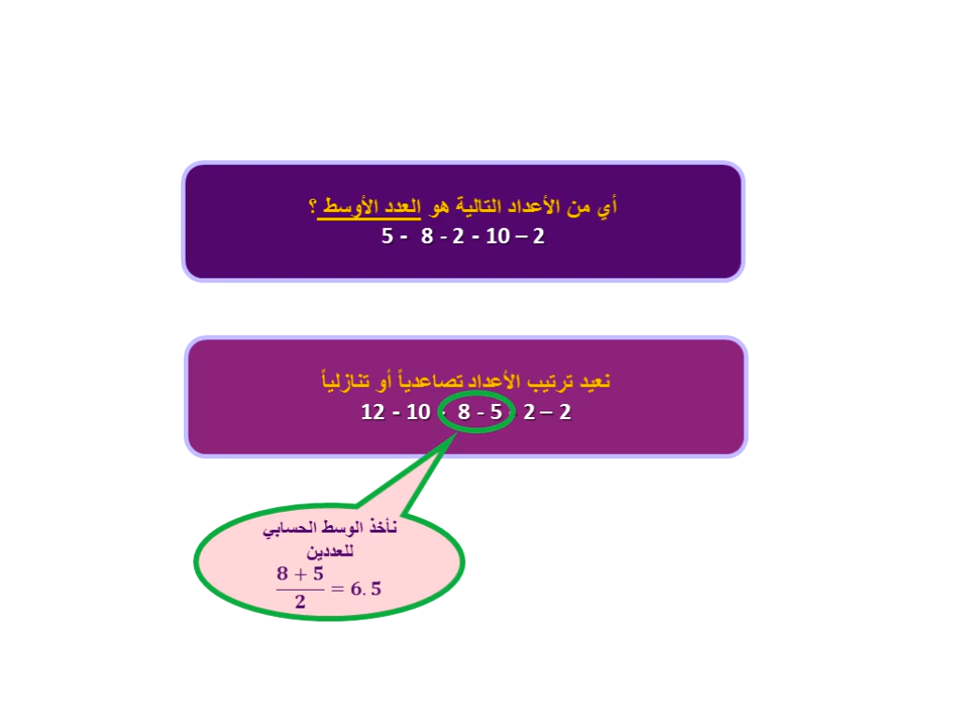 أي من الأعداد التالية هو العدد الأوسط ؟
5 - 8 - 2 - 10 – 2
نعيد ترتيب الأعداد تصاعدياً أو تنازلياً
12 - 10 - 8 - 5 - 2 – 2
نأخذ الوسط الحسابي
للعددين
8 + 5
2
= 6.5